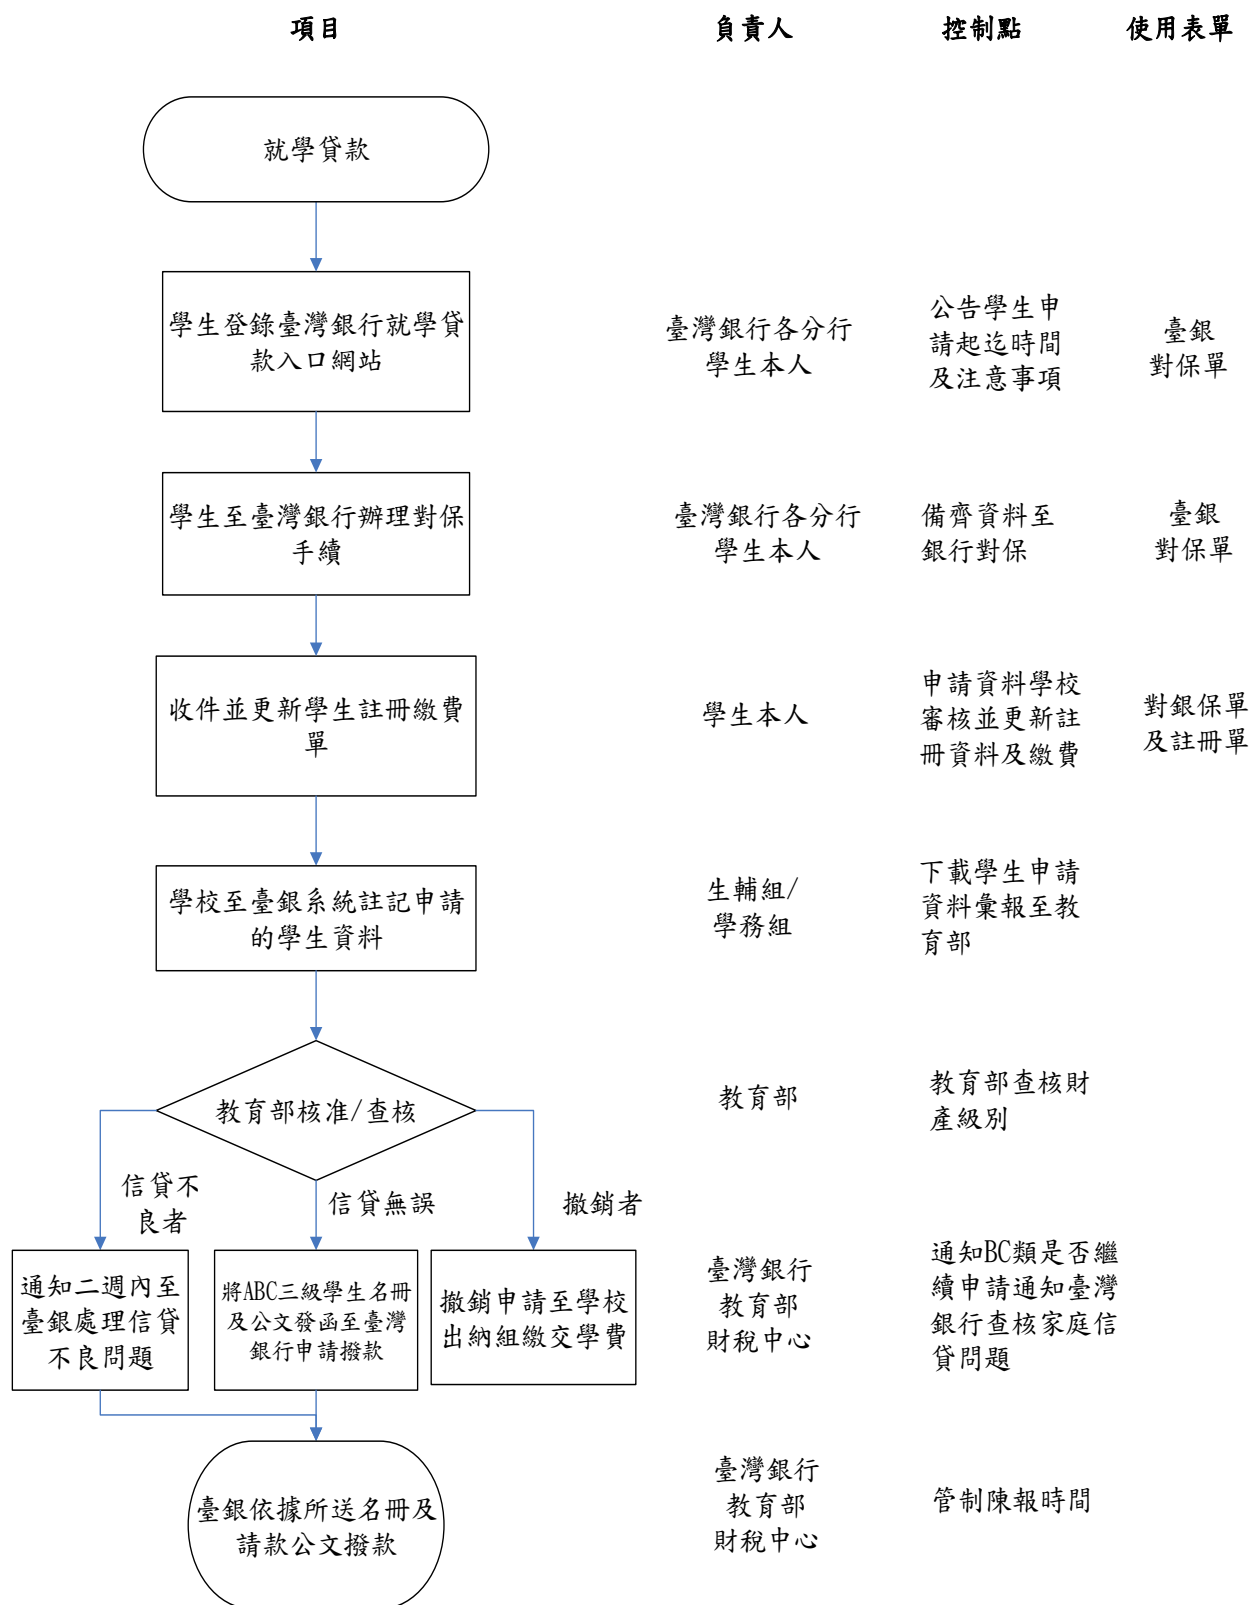 項目 負責人 控制點 使用表單
就學貸款
學生登錄臺灣銀行就學貸
款入口網站
臺灣銀行各分行
學生本人
公告學生申
請起迄時間
及注意事項
臺銀
對保單
學生至臺灣銀行辦理對保
手續
臺灣銀行各分行
學生本人
備齊資料至
銀行對保
臺銀
對保單
收件並更新學生註冊繳費
單
學生本人
申請資料學校
審核並更新註
冊資料及繳費
對銀保單
及註冊單
學校至臺銀系統註記申請
的學生資料
生輔組/
學務組
下載學生申請
資料彙報至教
育部
教育部核准/查核
教育部
教育部查核財
產級別
信貸不
良者
信貸無誤
撤銷者
通知二週內至
臺銀處理信貸
不良問題
將ABC三級學生名冊
及公文發函至臺灣
銀行申請撥款
撤銷申請至學校
出納組繳交學費
臺灣銀行
教育部
財稅中心
通知BC類是否繼
續申請通知臺灣
銀行查核家庭信
貸問題
臺銀依據所送名冊及
請款公文撥款
臺灣銀行
教育部
財稅中心
管制陳報時間